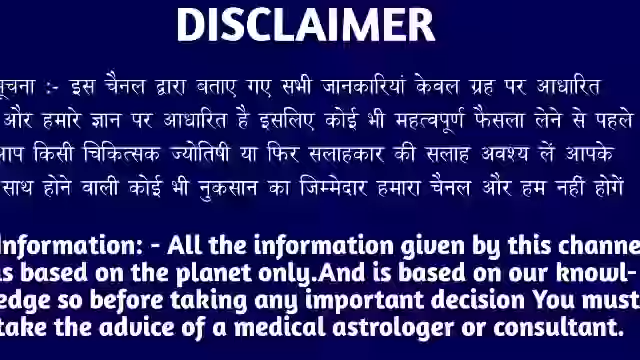 DISCLAIMER
सूचना :- इस चैनल द्वारा बताए गए सभी जानकारियां केवल ग्रह पर आधारित
और हमारे ज्ञान पर आधारित है इसलिए कोई भी महत्वपूर्ण फैसला लेने से पहले
आप किसी चिकित्सक ज्योतिषी या फिर सलाहकार की सलाह अवश्य लें आपके
साथ होने वाली कोई भी नुकसान का जिम्मेदार हमारा चैनल और हम नहीं होगें
Information: - All the information given by this channe
is based on the planet only.And is based on our knowl-
edge so before taking any important decision You must
take the advice of a medical astrologer or consultant.